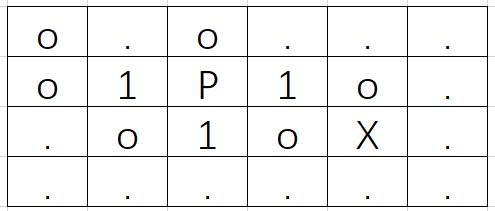 o . o . . .
o 1 P 1 o .
. o 1 o X .
. . . . . .